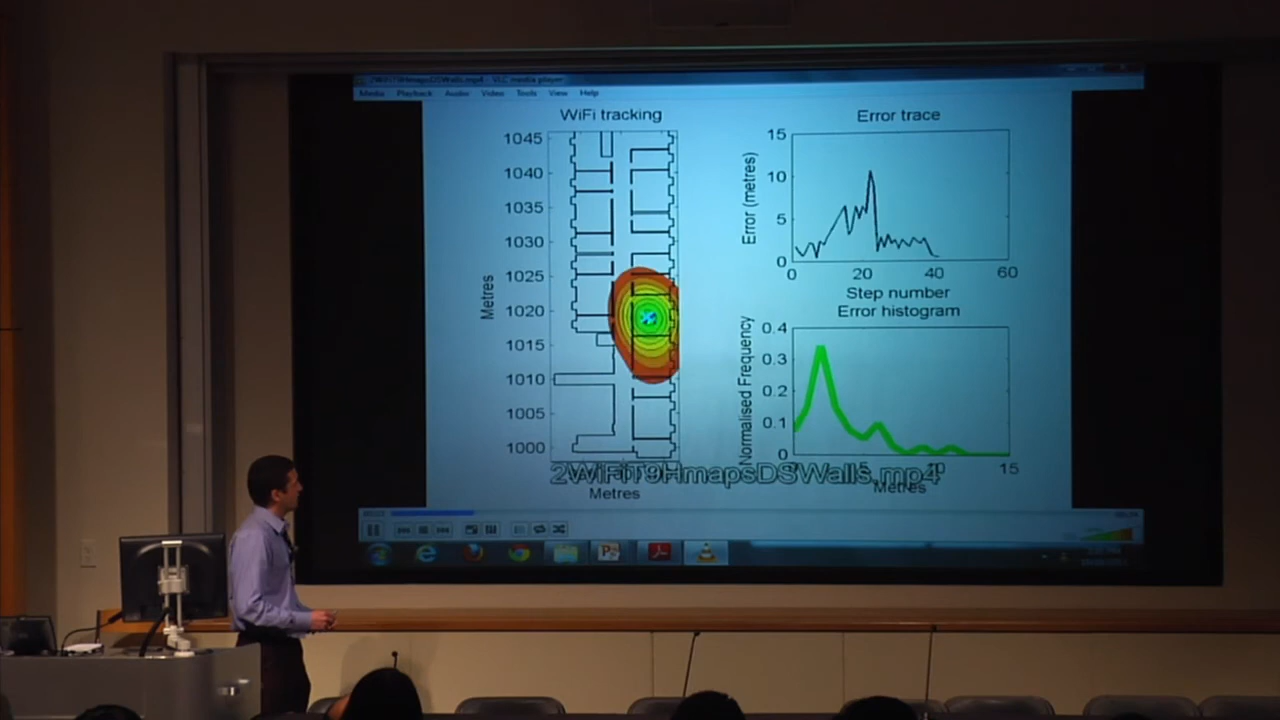 2WiFiT9HmapsDSWalls.mp4 - VLC media player
Media Playback Audio Video Tools View Help
WiFi tracking
1045
1040
1035
1030
1025
1020
1015
1010
1005
1000
Metres
Metres
Error trace
15
10
5
0
Error (metres)
0 20 40 60
Step number
Error histogram
0.4
0.3
0.2
0.1
0
Normalised Frequency
5 10 15
Metres
2WiFiT9HmapsDSWalls.mp4